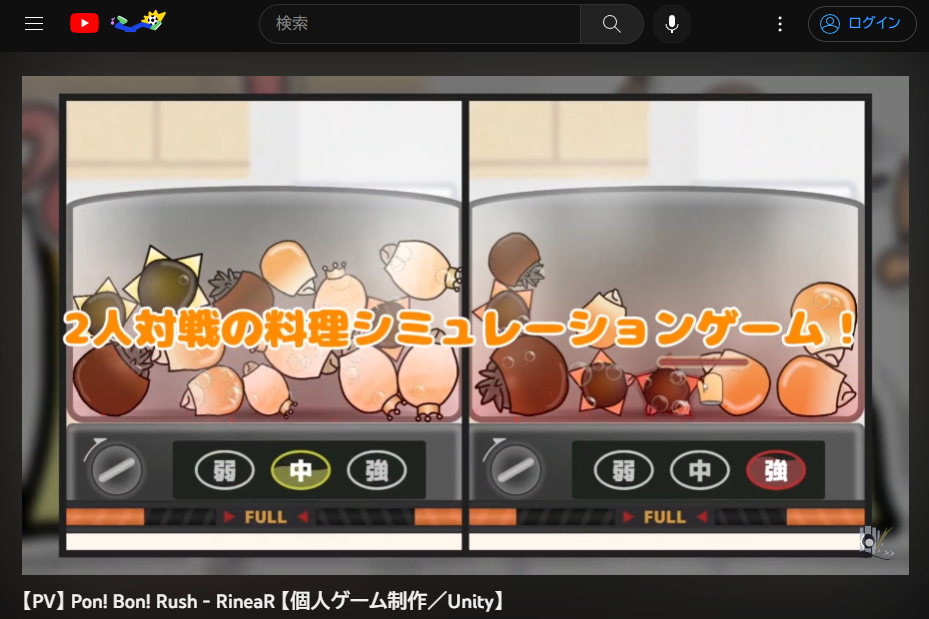 検索
ログイン
2人対戦の料理シミュレーションゲーム！
弱 中 強
弱 中 強
FULL
FULL
【PV】Pon! Bon! Rush - RineaR【個人ゲーム制作／Unity】